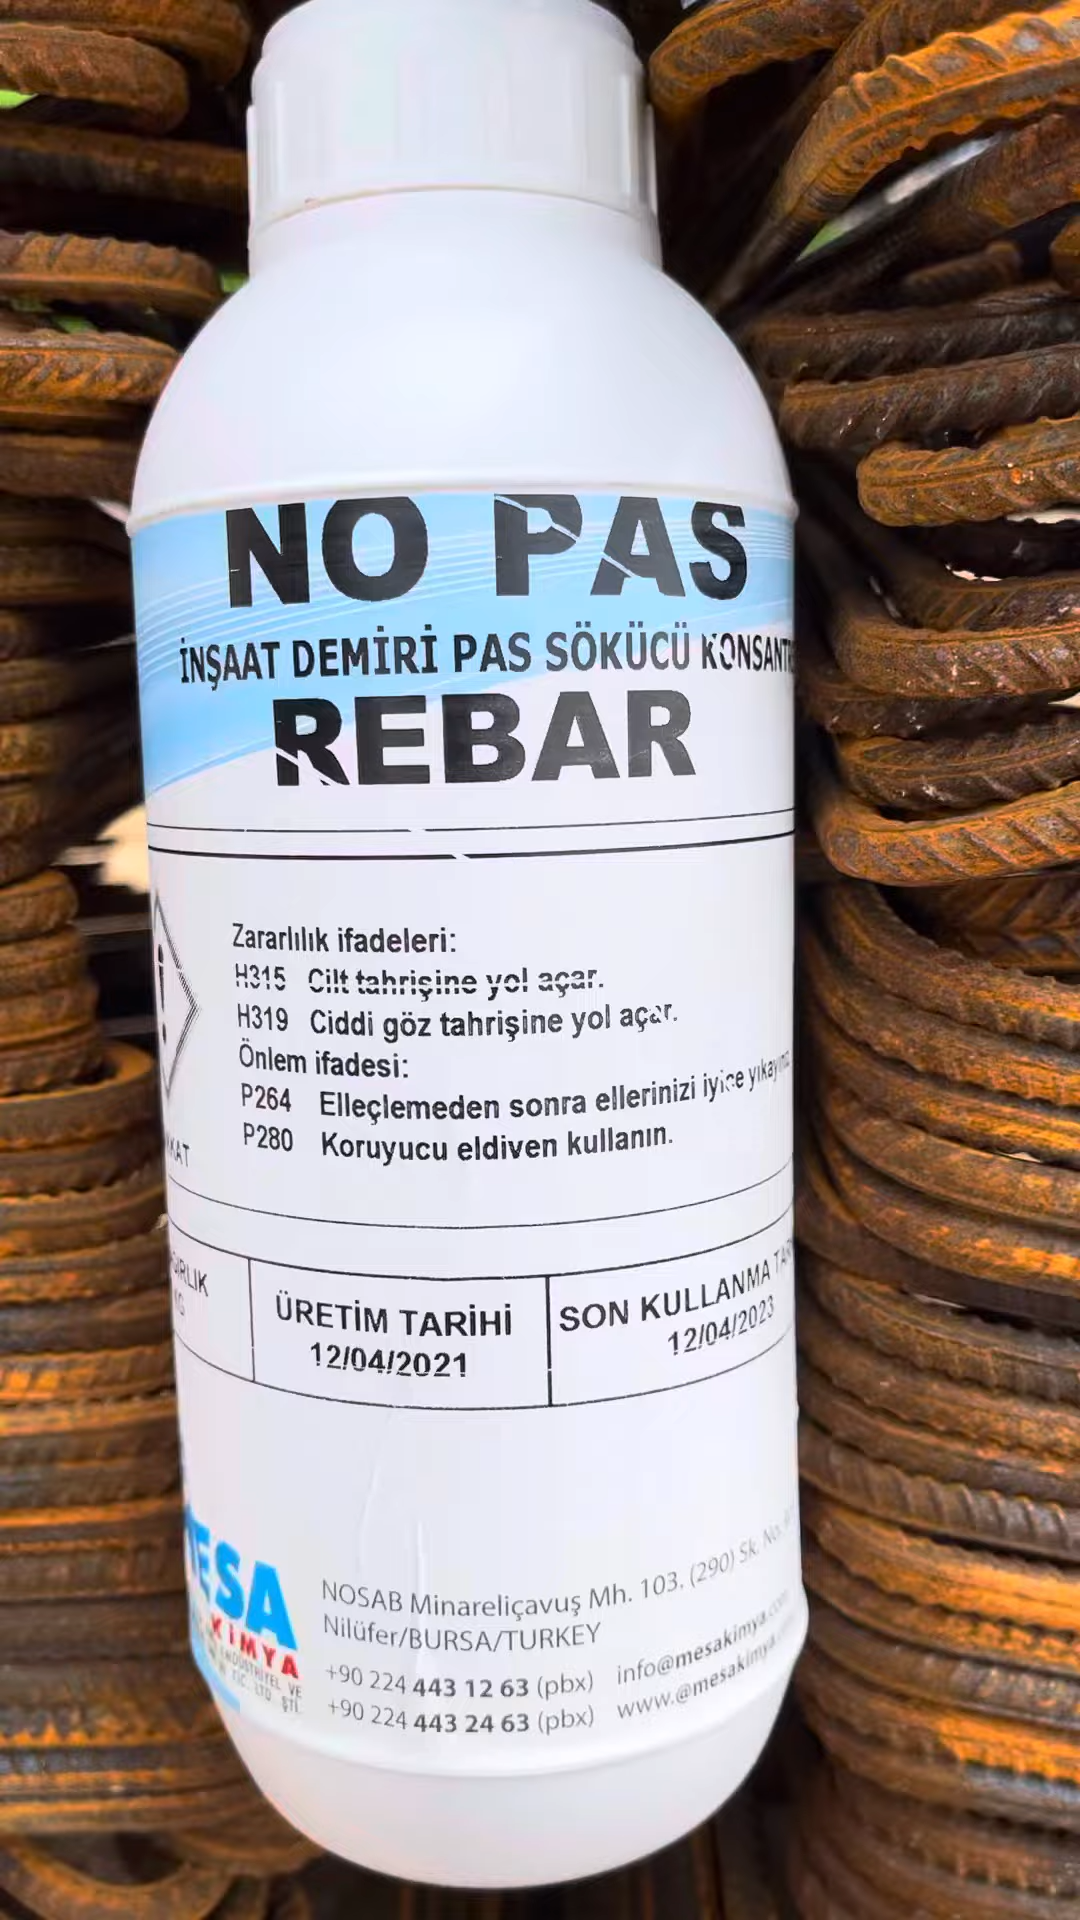 NO PAS
İNŞAAT DEMİRİ PAS SÖKÜCÜ
REBAR
Zararlılık ifadeleri:
H315 Cilt tahrişine yol açar.
H319 Ciddi göz tahrişine yol açar.
Önlem ifadesi:
P264 Elleçlemeden sonra ellerinizi iyice
P280 Koruyucu eldiven kullanın.
ÜRETİM TARİHİ
12/04/2021
SON KULLANMA
12/04/2023
KİMYA
NOSAB Minareliçavuş Mh. 103. (290) Sk. No.
Nilüfer/BURSA/TURKEY
+90 224 443 12 63 (pbx) info@mesakimya.com
+90 224 443 24 63 (pbx) www.@mesakimya.com